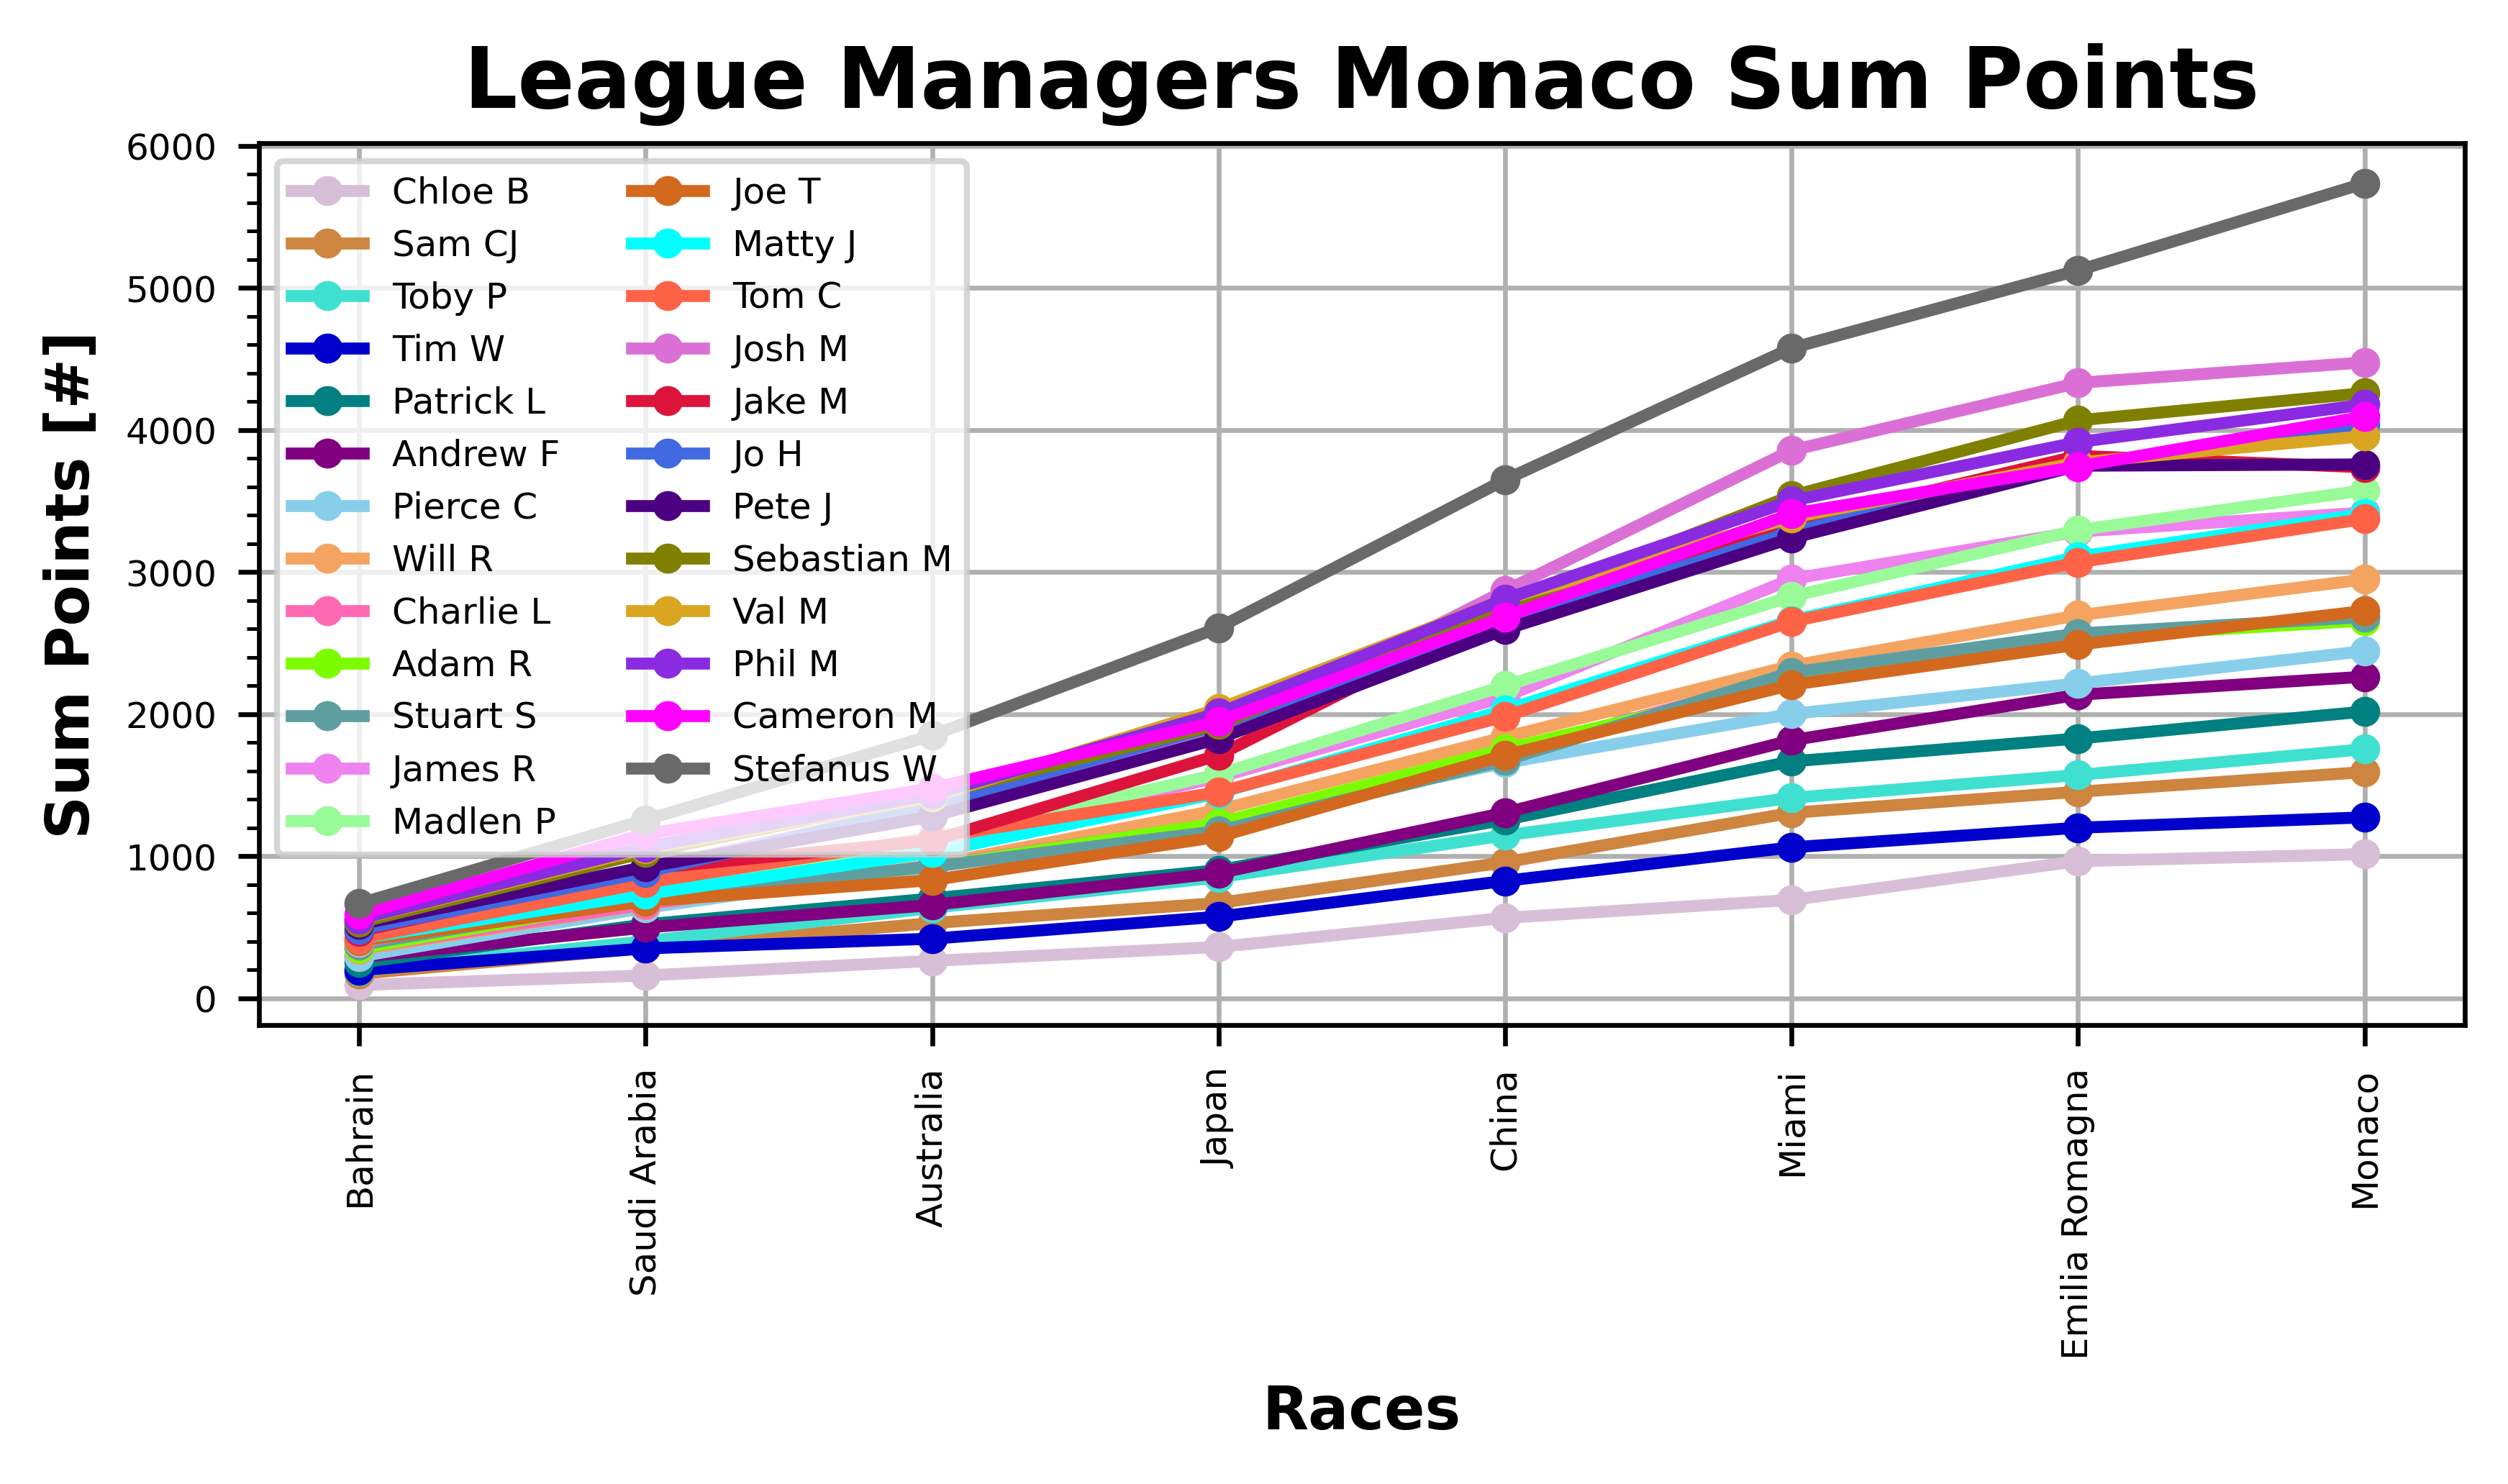 League Managers Monaco Sum Points
Sum Points [#]
6000
5000
4000
3000
2000
1000
0
Chloe B
Sam CJ
Toby P
Tim W
Patrick L
Andrew F
Pierce C
Will R
Charlie L
Adam R
Stuart S
James R
Madlen P
Joe T
Matty J
Tom C
Josh M
Jake M
Jo H
Pete J
Sebastian M
Val M
Phil M
Cameron M
Stefanus W
Bahrain
Saudi Arabia
Australia
Japan
China
Miami
Emilia Romagna
Monaco
Races